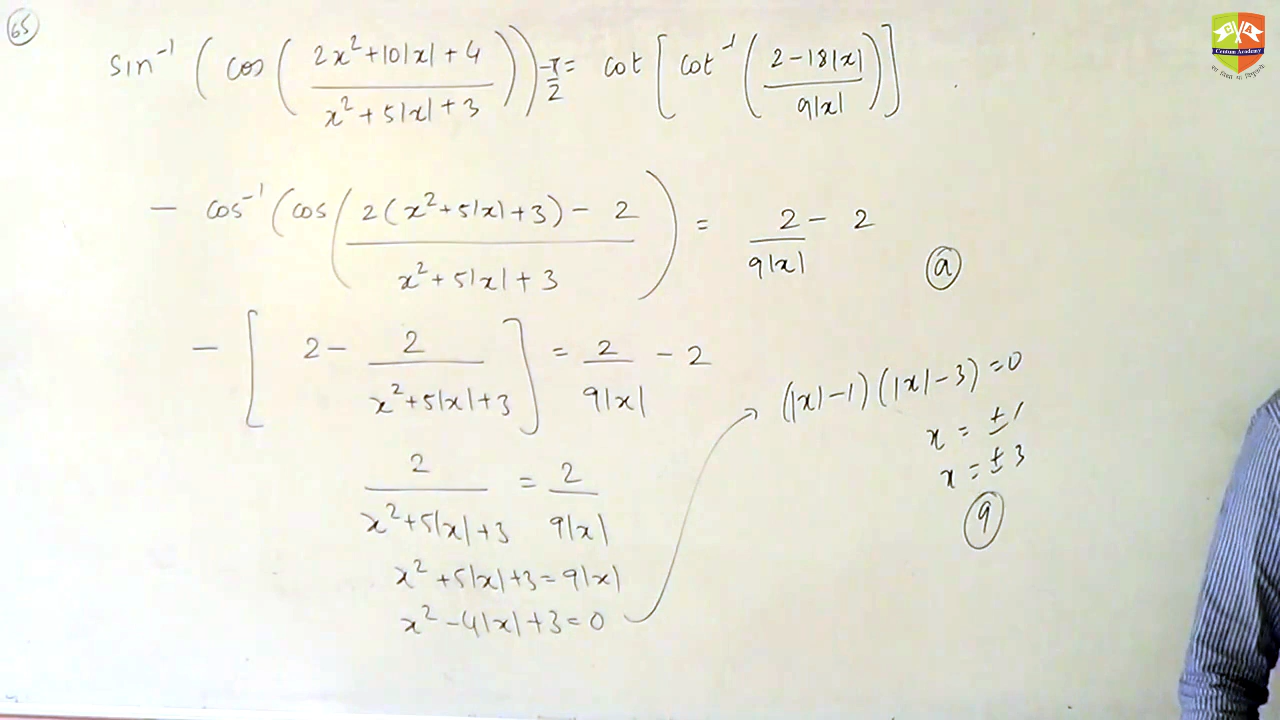 65
sin⁻¹ (cos((2x²+10|x|+4)/(x²+5|x|+3))) - π/2 = cot[cot⁻¹((2-18|x|)/(9|x|))]
- cos⁻¹ (cos((2(x²+5|x|+3) - 2)/(x²+5|x|+3))) = 2/(9|x|) - 2
a
- [2 - 2/(x²+5|x|+3)] = 2/(9|x|) - 2
2/(x²+5|x|+3) = 2/(9|x|)
x²+5|x|+3=9|x|
x²-4|x|+3=0
(|x|-1)(|x|-3)=0
x = ±1
x = ±3
9
Centum Academy